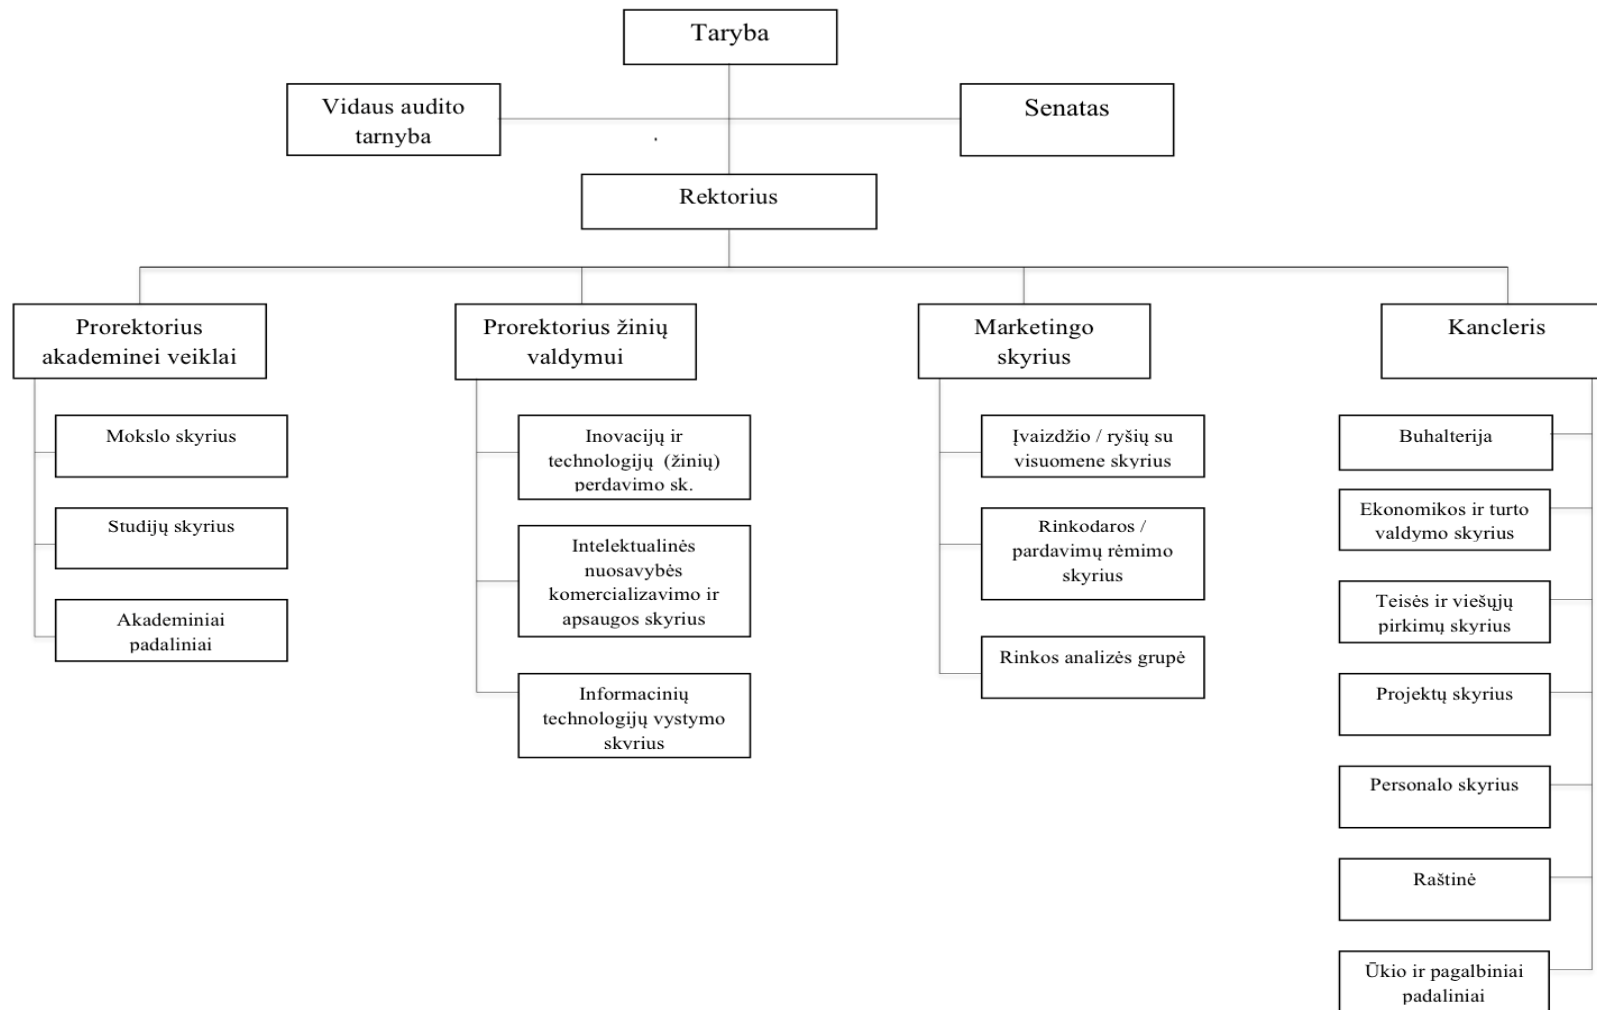 Taryba
Vidaus audito
tarnyba
Senatas
Rektorius
Prorektorius
akademinei veiklai
Prorektorius žinių
valdymui
Marketingo
skyrius
Kancleris
Mokslo skyrius
Studijų skyrius
Akademiniai
padaliniai
Inovacijų ir
technologijų (žinių)
perdavimo sk.
Intelektualinės
nuosavybės
komercializavimo ir
apsaugos skyrius
Informacinių
technologijų vystymo
skyrius
Įvaizdžio / ryšių su
visuomene skyrius
Rinkodaros /
pardavimų rėmimo
skyrius
Rinkos analizės grupė
Buhalterija
Ekonomikos ir turto
valdymo skyrius
Teisės ir viešųjų
pirkimų skyrius
Projektų skyrius
Personalo skyrius
Raštinė
Ūkio ir pagalbiniai
padaliniai